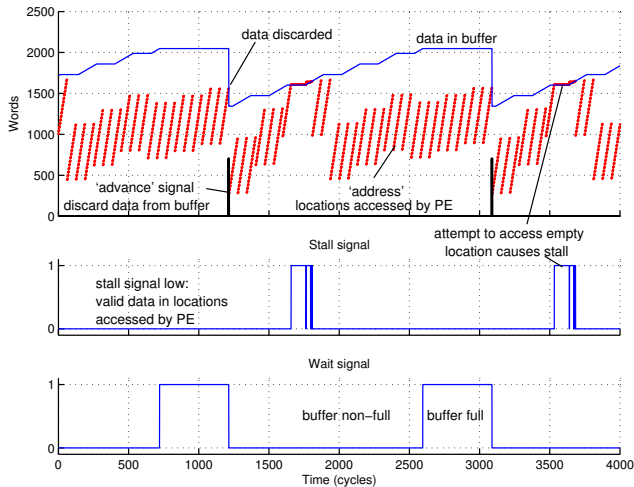 2500
2000
1500
1000
500
0
Words
data discarded
data in buffer
‘advance’ signal
discard data from buffer
‘address’
locations accessed by PE
attempt to access empty
location causes stall
Stall signal
1
0
stall signal low:
valid data in locations
accessed by PE
Wait signal
1
0
buffer non−full
buffer full
0
500
1000
1500
2000
2500
3000
3500
4000
Time (cycles)